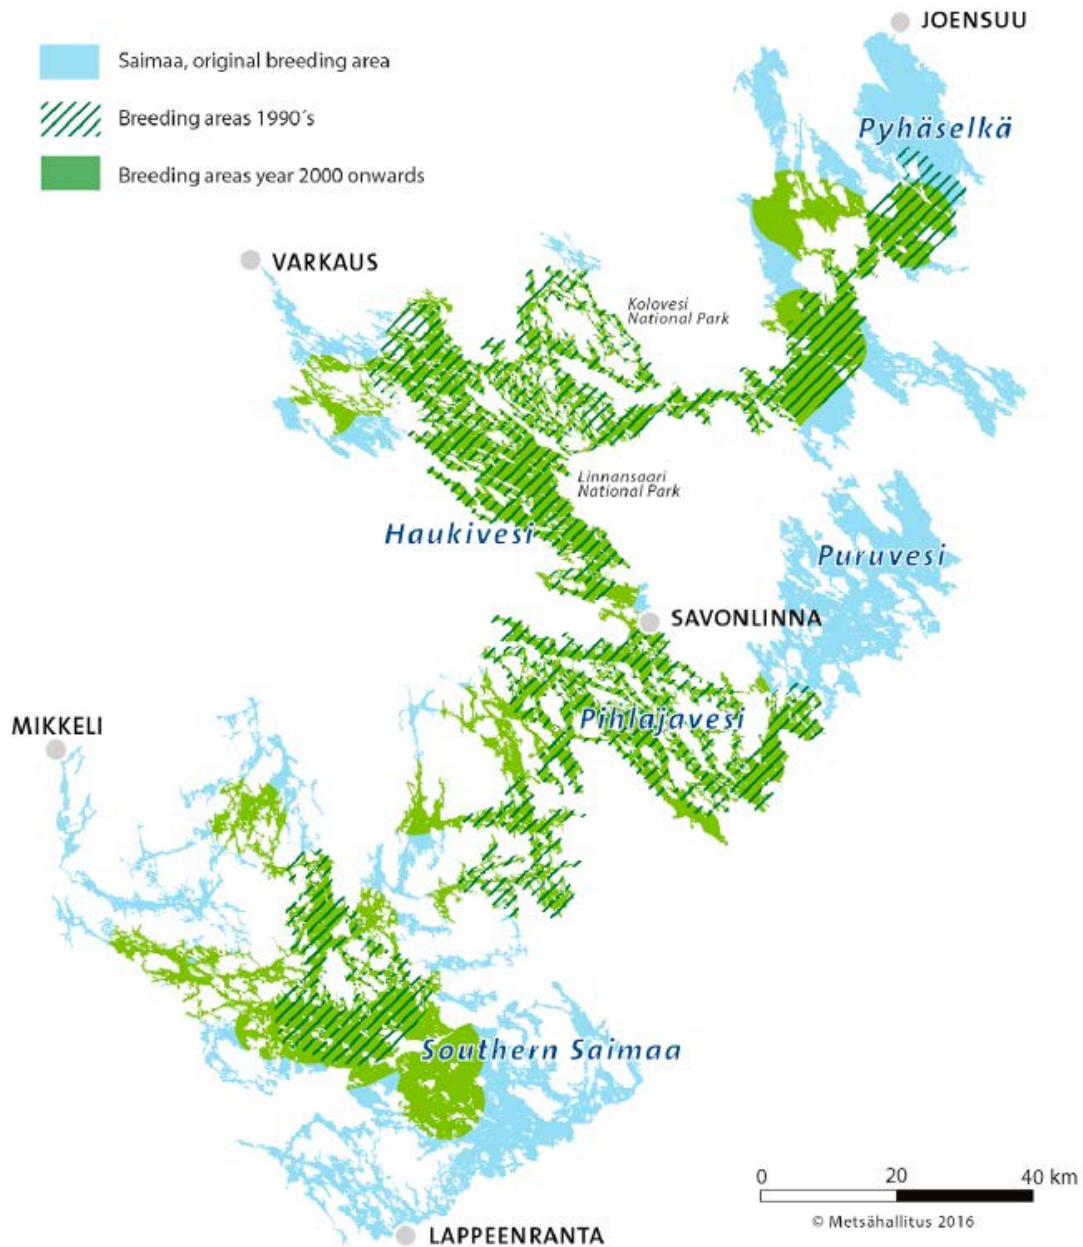 JOENSUU
Saimaa, original breeding area
Breeding areas 1990´s
Pyhäselkä
Breeding areas year 2000 onwards
VARKAUS
Kolovesi
National Park
Linnansaari
National Park
Haukivesi
Puruvesi
SAVONLINNA
Pihlajavesi
MIKKELI
Southern Saimaa
0 20 40 km
© Metsähallitus 2016
LAPPEENRANTA